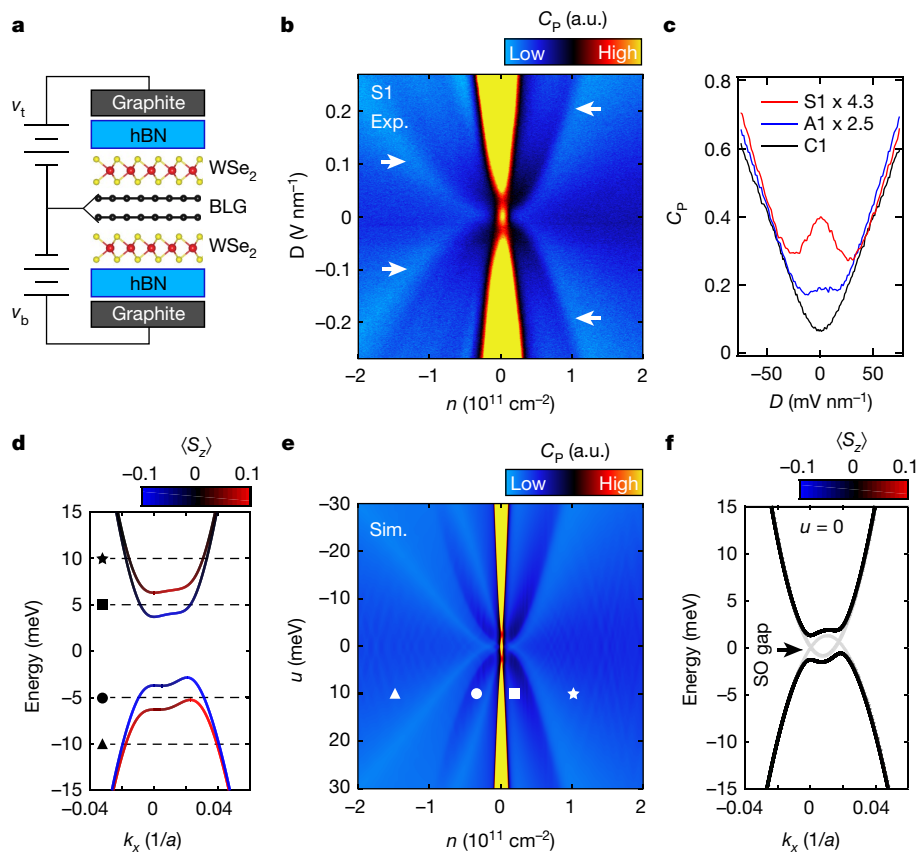 a
v_t
Graphite
hBN
WSe₂
BLG
WSe₂
hBN
Graphite
v_b
b
C_P (a.u.)
Low High
S1
Exp.
D (V nm⁻¹)
0.2
0.1
0
−0.1
−0.2
−2 −1 0 1 2
n (10¹¹ cm⁻²)
c
S1 x 4.3
A1 x 2.5
C1
C_P
0.8
0.6
0.4
0.2
0
−50 0 50
D (mV nm⁻¹)
d
⟨S_z⟩
−0.1 0 0.1
Energy (meV)
15
10
5
0
−5
−10
−15
−0.04 0 0.04
k_x (1/a)
e
C_P (a.u.)
Low High
Sim.
u (meV)
−30
−20
−10
0
10
20
30
−2 −1 0 1 2
n (10¹¹ cm⁻²)
f
⟨S_z⟩
−0.1 0 0.1
u = 0
SO gap
Energy (meV)
15
10
5
0
−5
−10
−15
−0.04 0 0.04
k_x (1/a)